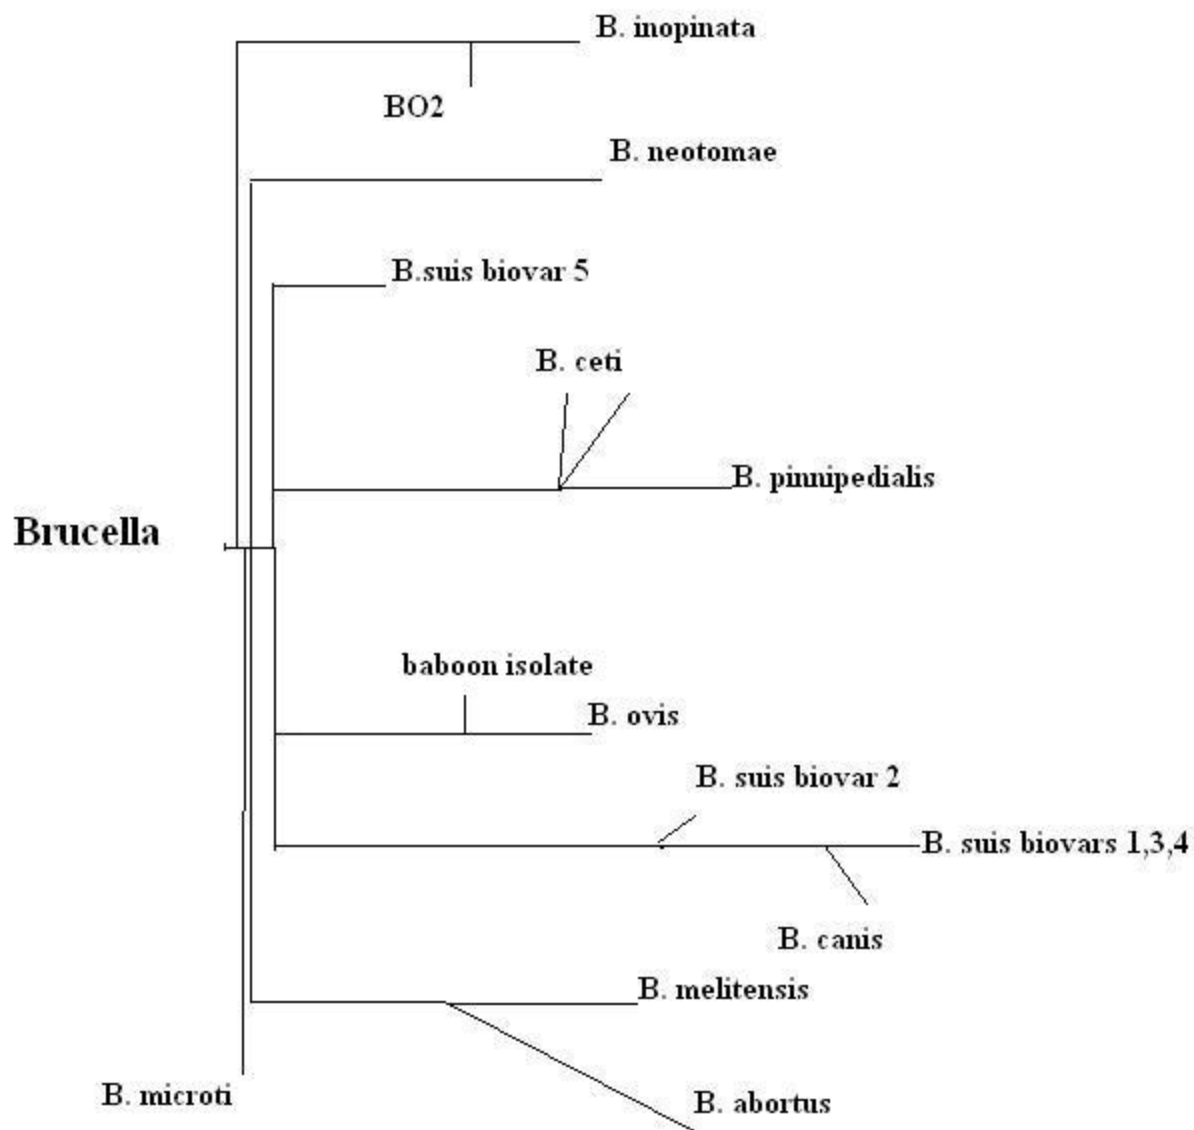 B. inopinata
BO2
B. neotomae
B.suis biovar 5
B. ceti
B. pinnipedialis
Brucella
baboon isolate
B. ovis
B. suis biovar 2
B. suis biovars 1,3,4
B. canis
B. melitensis
B. microti
B. abortus